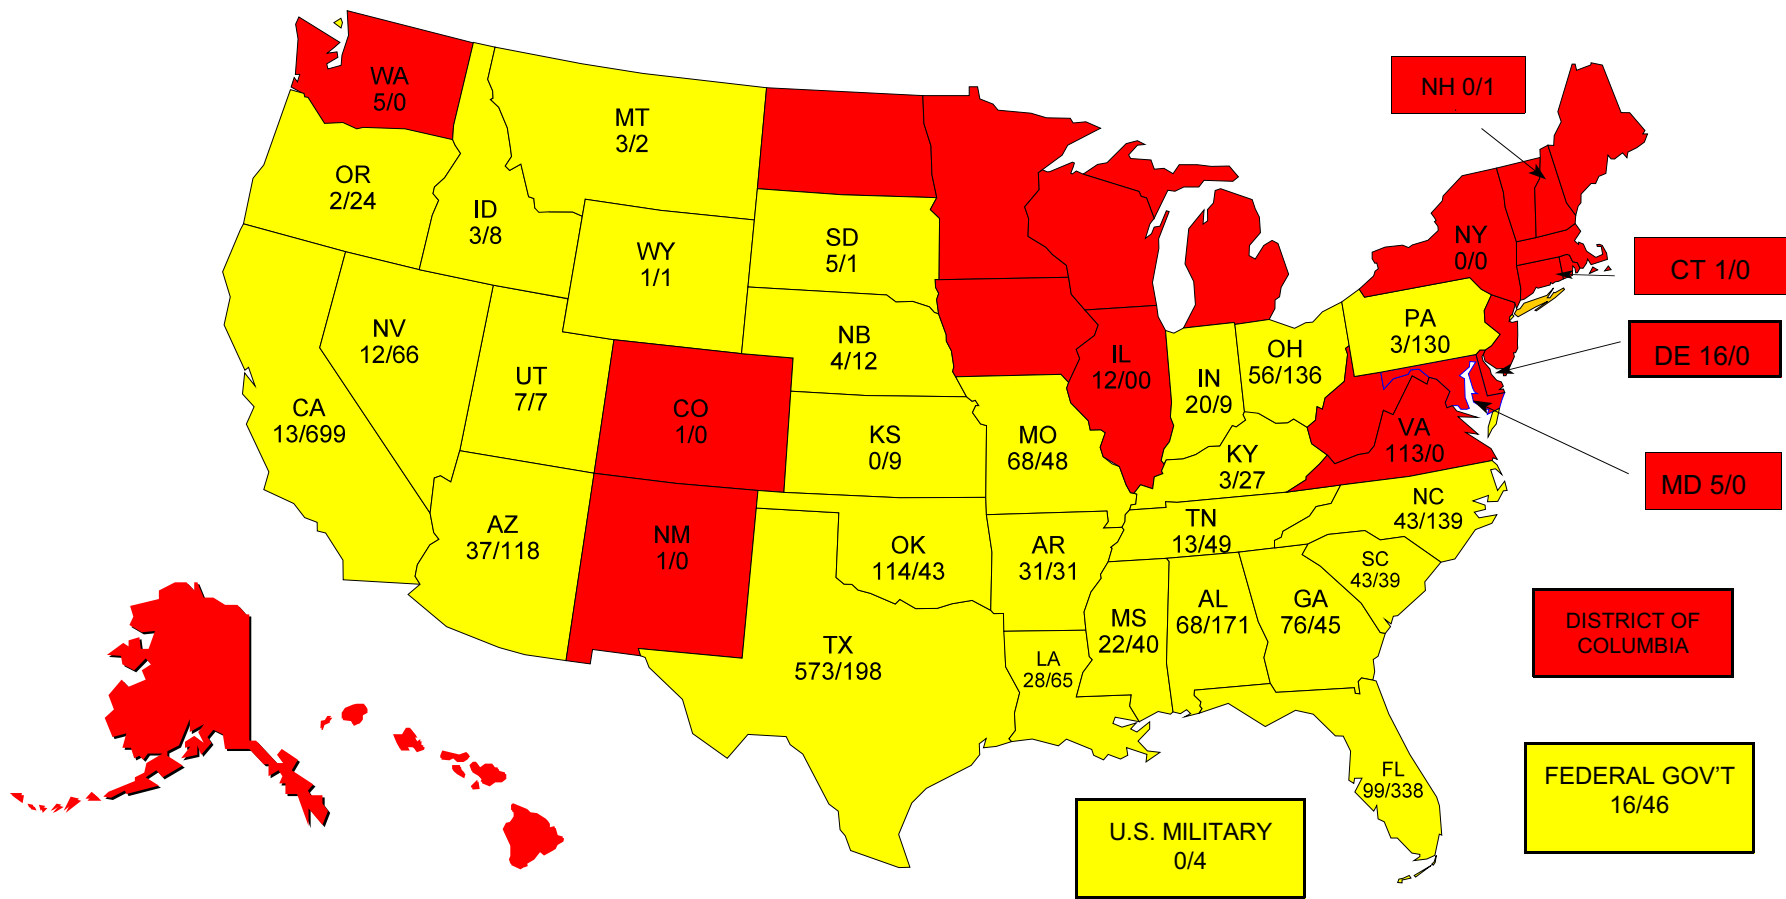 WA
5/0
MT
3/2
NH 0/1
OR
2/24
ID
3/8
WY
1/1
SD
5/1
NY
0/0
CT 1/0
NV
12/66
UT
7/7
NB
4/12
IL
12/00
IN
20/9
OH
56/136
PA
3/130
DE 16/0
CA
13/699
CO
1/0
KS
0/9
MO
68/48
KY
3/27
VA
113/0
MD 5/0
AZ
37/118
NM
1/0
OK
114/43
AR
31/31
TN
13/49
NC
43/139
SC
43/39
TX
573/198
LA
28/65
MS
22/40
AL
68/171
GA
76/45
DISTRICT OF
COLUMBIA
FL
99/338
FEDERAL GOV'T
16/46
U.S. MILITARY
0/4